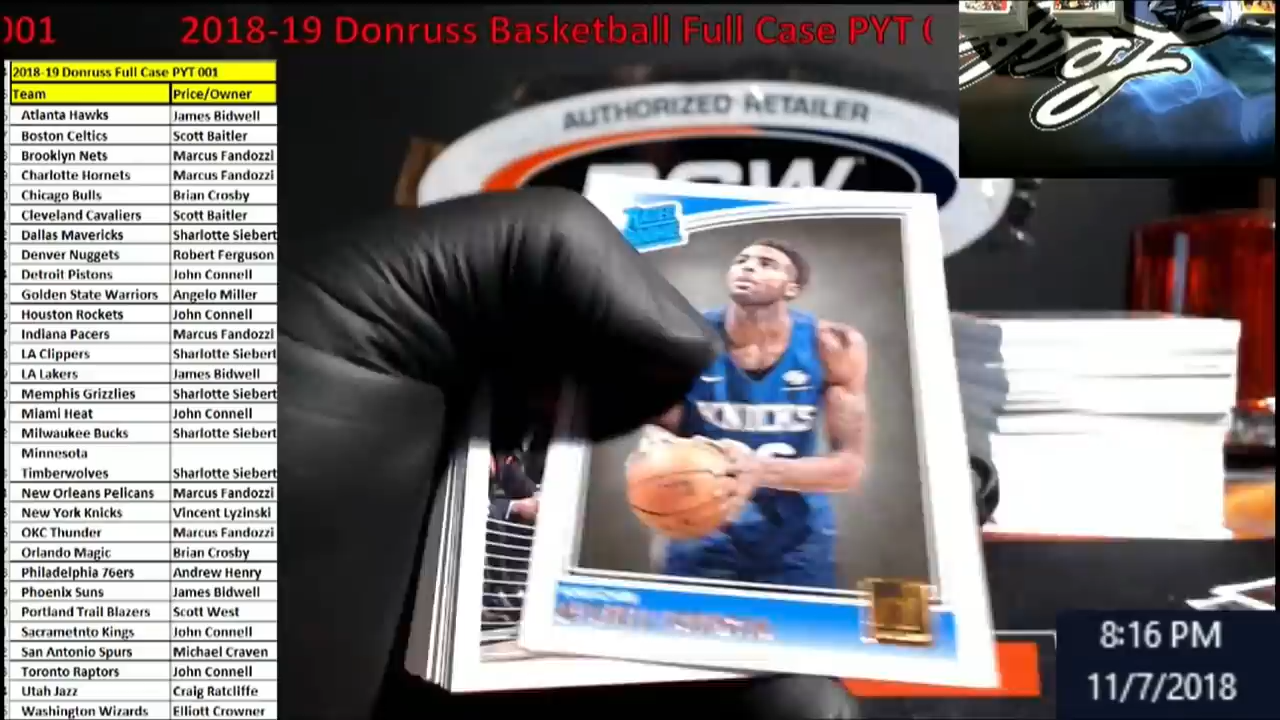 001 2018-19 Donruss Basketball Full Case PYT (
2018-19 Donruss Full Case PYT 001
Team Price/Owner
Atlanta Hawks James Bidwell
Boston Celtics Scott Baitler
Brooklyn Nets Marcus Fandozzi
Charlotte Hornets Marcus Fandozzi
Chicago Bulls Brian Crosby
Cleveland Cavaliers Scott Baitler
Dallas Mavericks Sharlotte Siebert
Denver Nuggets Robert Ferguson
Detroit Pistons John Connell
Golden State Warriors Angelo Miller
Houston Rockets John Connell
Indiana Pacers Marcus Fandozzi
LA Clippers Sharlotte Siebert
LA Lakers James Bidwell
Memphis Grizzlies Sharlotte Siebert
Miami Heat John Connell
Milwaukee Bucks Sharlotte Siebert
Minnesota
Timberwolves Sharlotte Siebert
New Orleans Pelicans Marcus Fandozzi
New York Knicks Vincent Lyzinski
OKC Thunder Marcus Fandozzi
Orlando Magic Brian Crosby
Philadelphia 76ers Andrew Henry
Phoenix Suns James Bidwell
Portland Trail Blazers Scott West
Sacrametnto Kings John Connell
San Antonio Spurs Michael Craven
Toronto Raptors John Connell
Utah Jazz Craig Ratcliffe
Washington Wizards Elliott Crowner
AUTHORIZED RETAILER
KNICKS
8:16 PM
11/7/2018